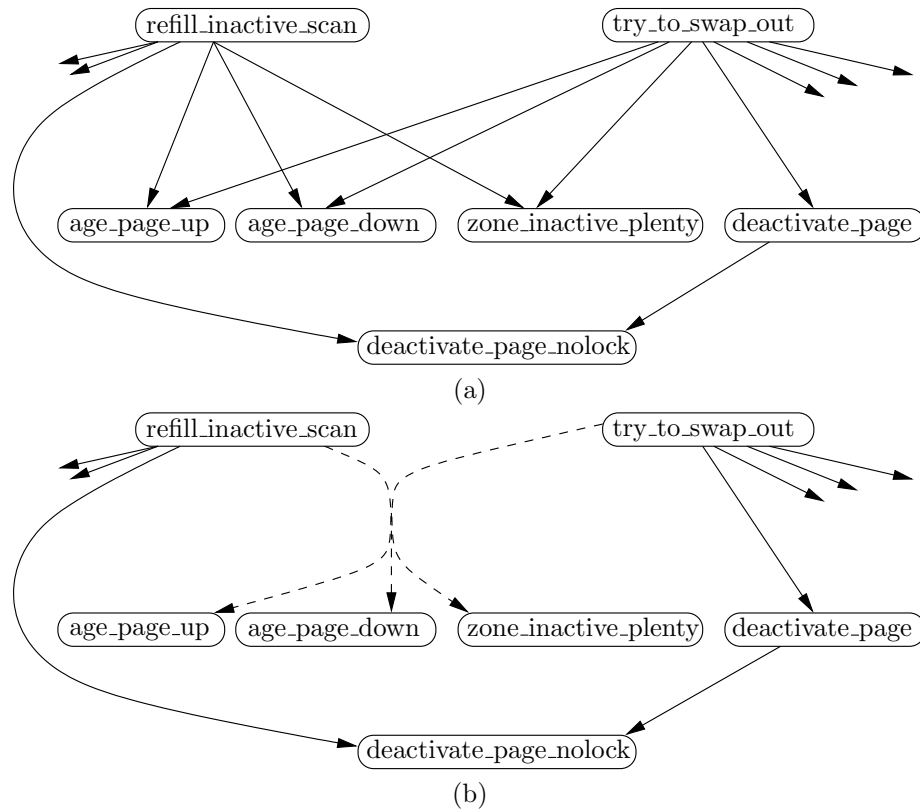 refill_inactive_scan
try_to_swap_out
age_page_up
age_page_down
zone_inactive_plenty
deactivate_page
deactivate_page_nolock
(a)
refill_inactive_scan
try_to_swap_out
age_page_up
age_page_down
zone_inactive_plenty
deactivate_page
deactivate_page_nolock
(b)